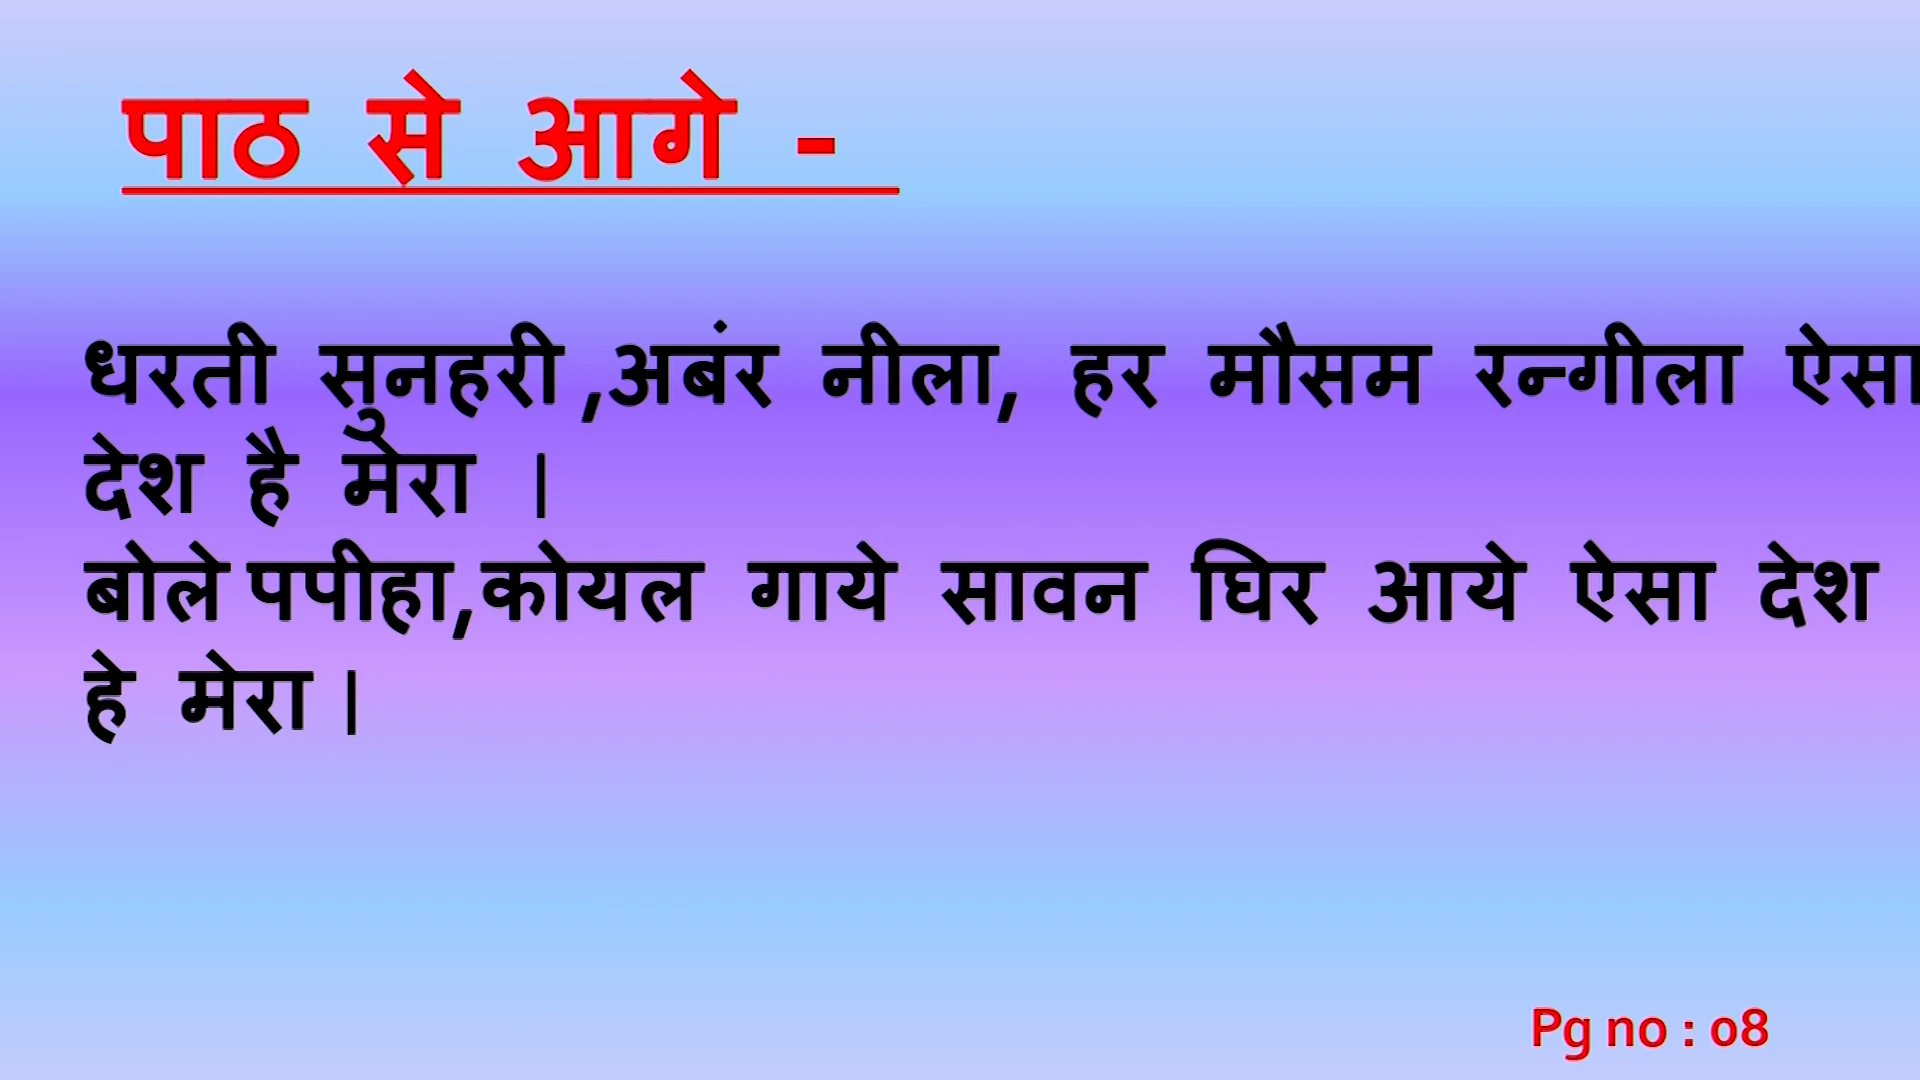 पाठ से आगे -
धरती सुनहरी ,अबंर नीला, हर मौसम रन्गीला ऐसा
देश है मेरा ।
बोले पपीहा,कोयल गाये सावन घिर आये ऐसा देश
हे मेरा ।
Pg no : o8